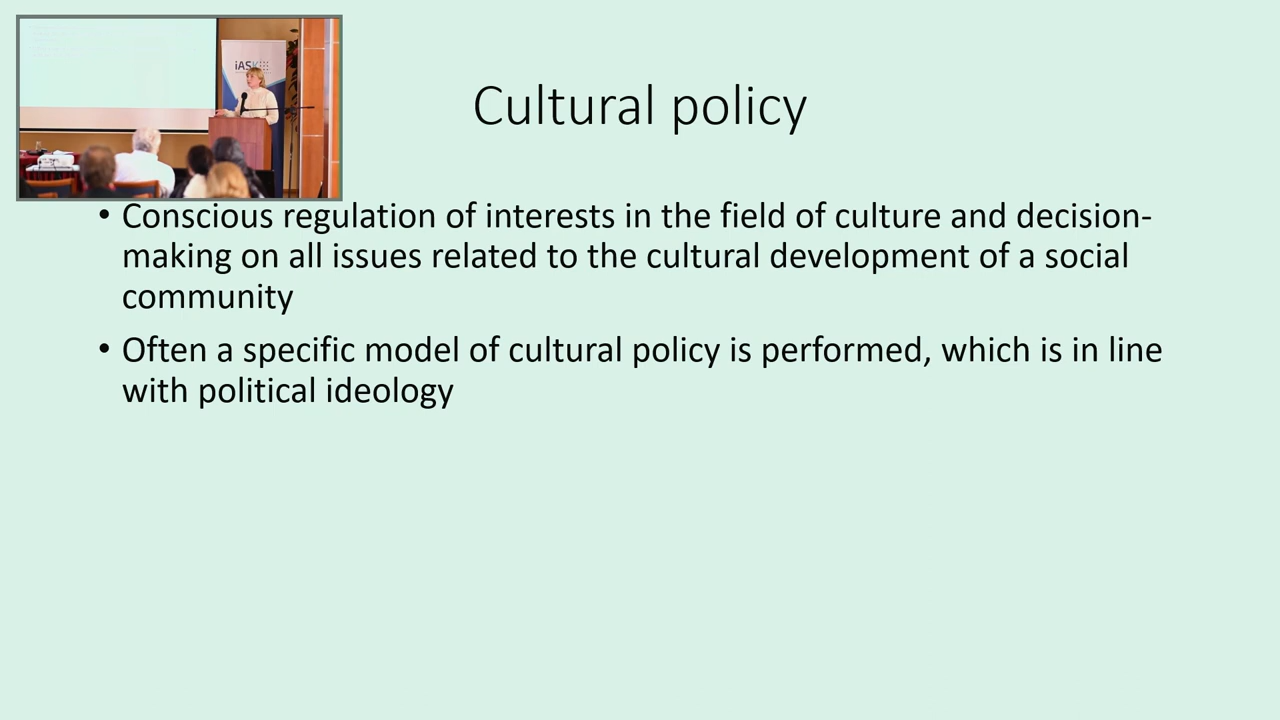 iASK
Cultural policy
• Conscious regulation of interests in the field of culture and decision-
making on all issues related to the cultural development of a social
community
• Often a specific model of cultural policy is performed, which is in line
with political ideology